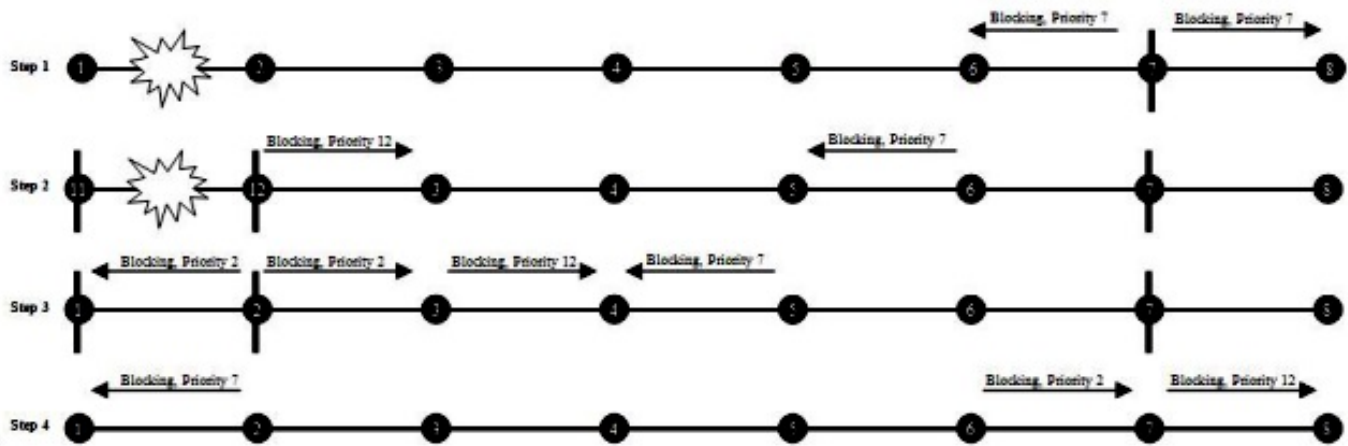 Blocking, Priority 7 Blocking, Priority 7
Step 1 1 2 3 4 5 6 7 8
Blocking, Priority 12 Blocking, Priority 7
Step 2 11 12 3 4 5 6 7 8
Blocking, Priority 2 Blocking, Priority 2 Blocking, Priority 12 Blocking, Priority 7
Step 3 1 2 3 4 5 6 7 8
Blocking, Priority 7 Blocking, Priority 2 Blocking, Priority 12
Step 4 1 2 3 4 5 6 7 8